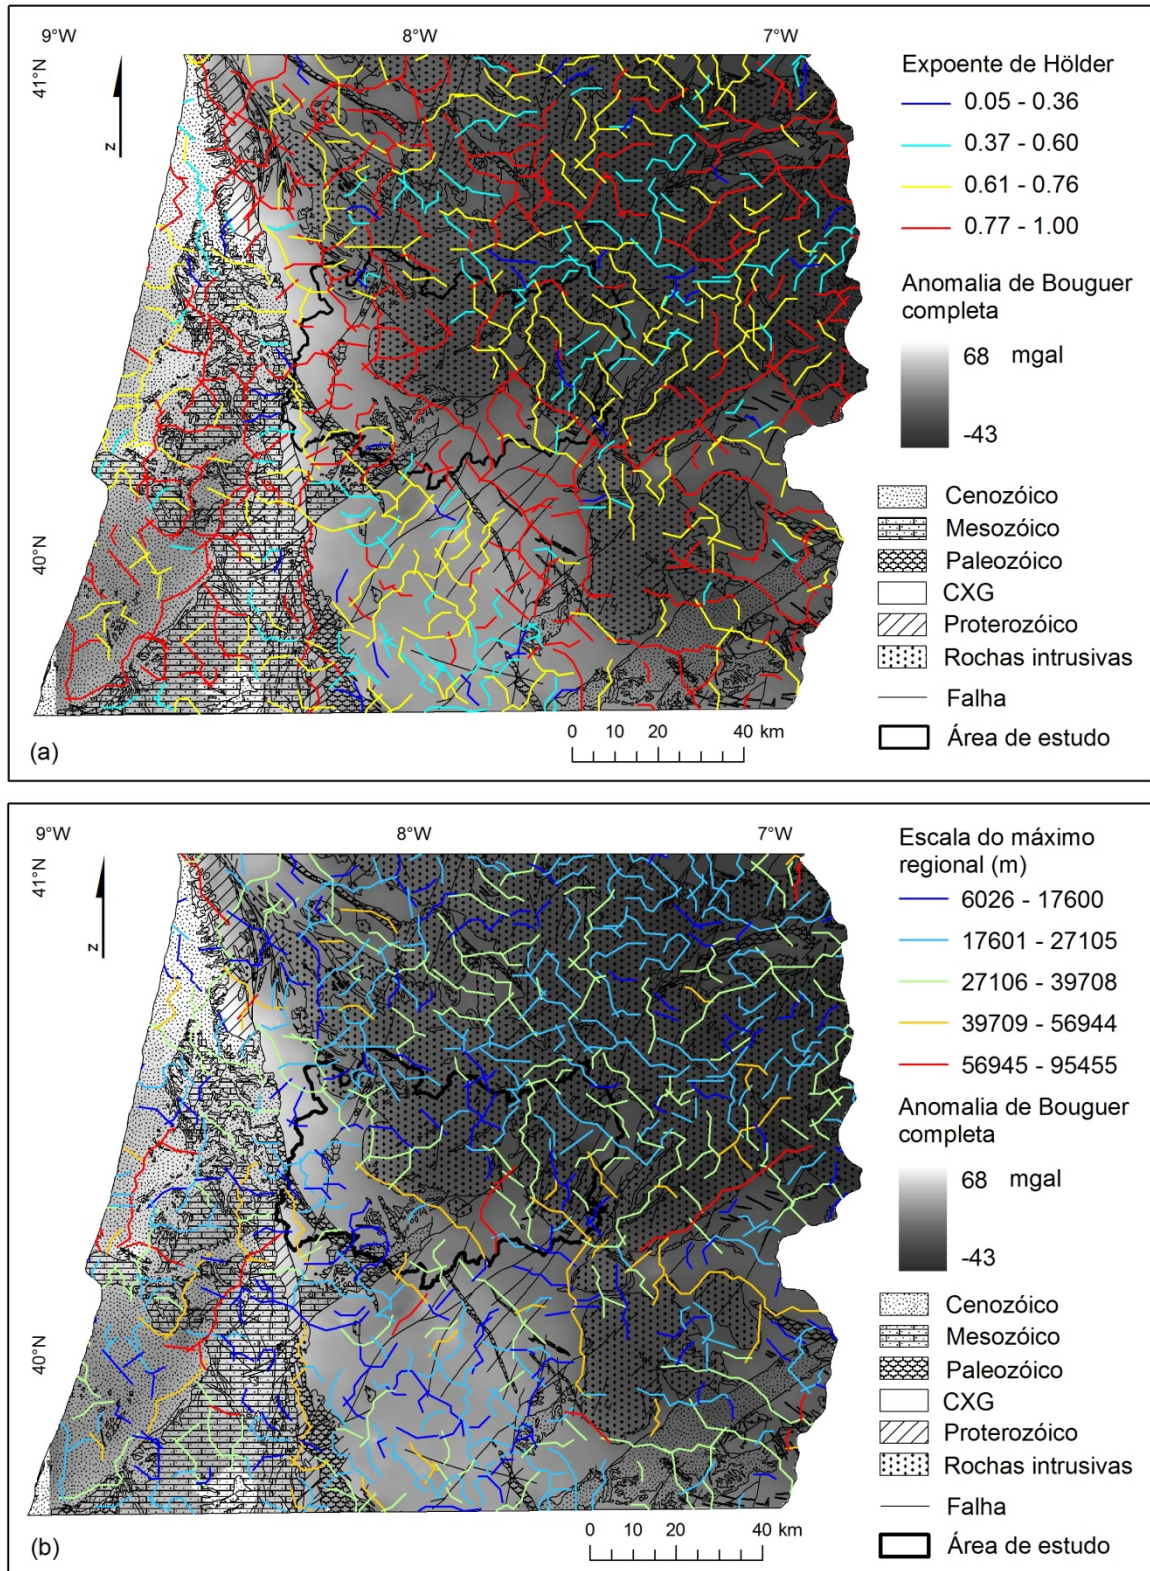 9°W
8°W
7°W
41°N
40°N
z
Expoente de Hölder
0.05 - 0.36
0.37 - 0.60
0.61 - 0.76
0.77 - 1.00
Anomalia de Bouguer
completa
68 mgal
-43
Cenozóico
Mesozóico
Paleozóico
CXG
Proterozóico
Rochas intrusivas
Falha
Área de estudo
0 10 20 40 km
(a)
9°W
8°W
7°W
41°N
40°N
z
Escala do máximo
regional (m)
6026 - 17600
17601 - 27105
27106 - 39708
39709 - 56944
56945 - 95455
Anomalia de Bouguer
completa
68 mgal
-43
Cenozóico
Mesozóico
Paleozóico
CXG
Proterozóico
Rochas intrusivas
Falha
Área de estudo
0 10 20 40 km
(b)